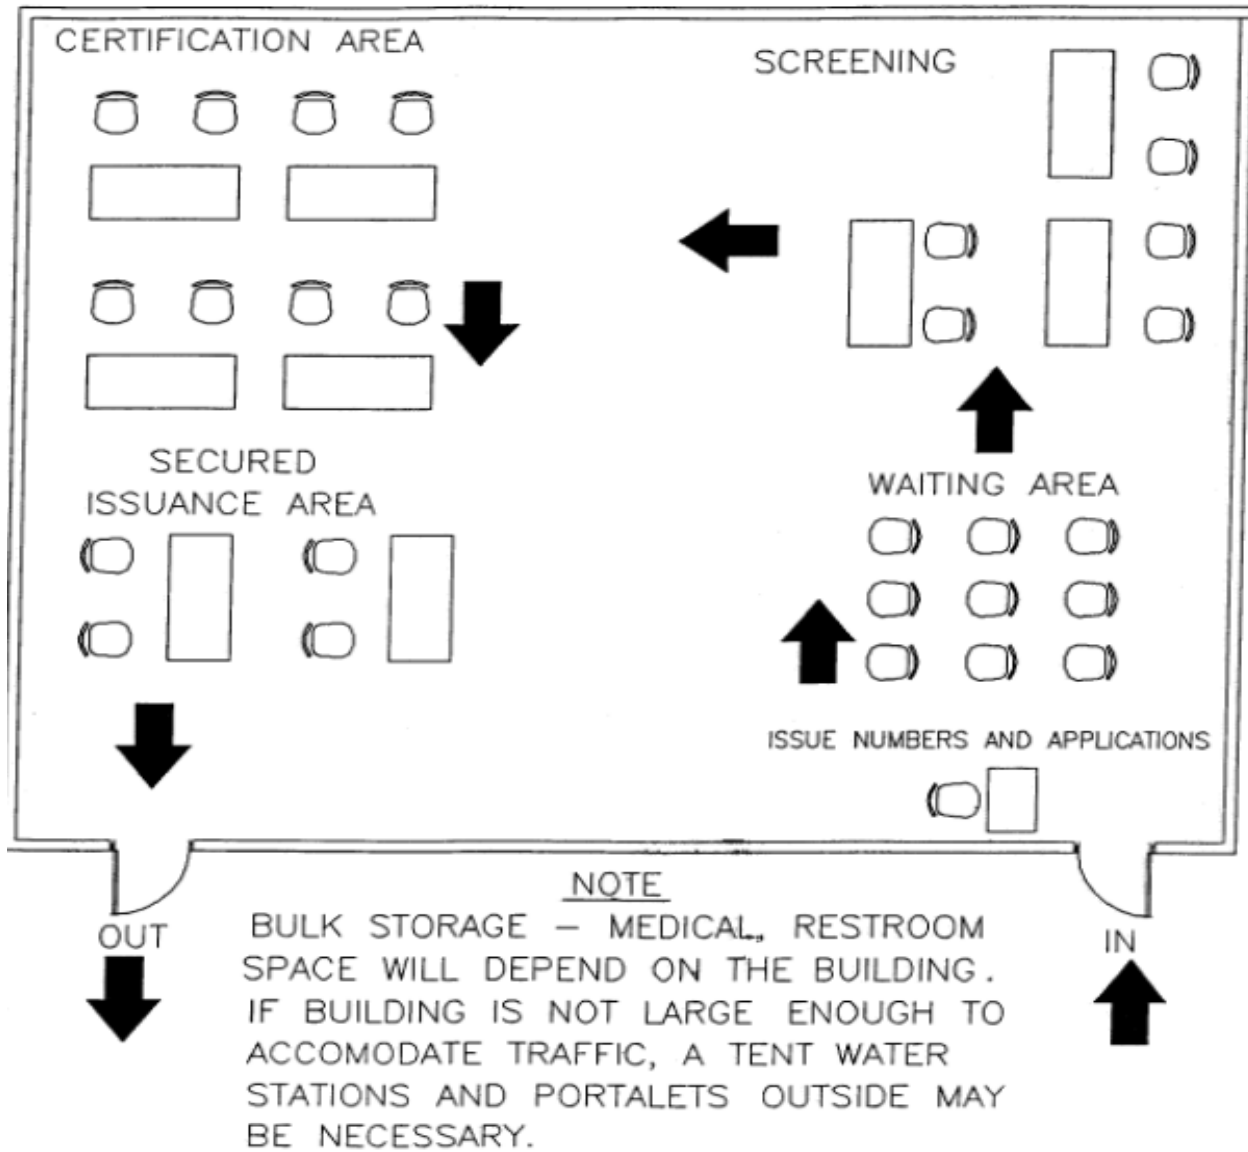 CERTIFICATION AREA
SCREENING
SECURED
ISSUANCE AREA
WAITING AREA
ISSUE NUMBERS AND APPLICATIONS
OUT
IN
NOTE
BULK STORAGE – MEDICAL, RESTROOM
SPACE WILL DEPEND ON THE BUILDING.
IF BUILDING IS NOT LARGE ENOUGH TO
ACCOMODATE TRAFFIC, A TENT WATER
STATIONS AND PORTALETS OUTSIDE MAY
BE NECESSARY.